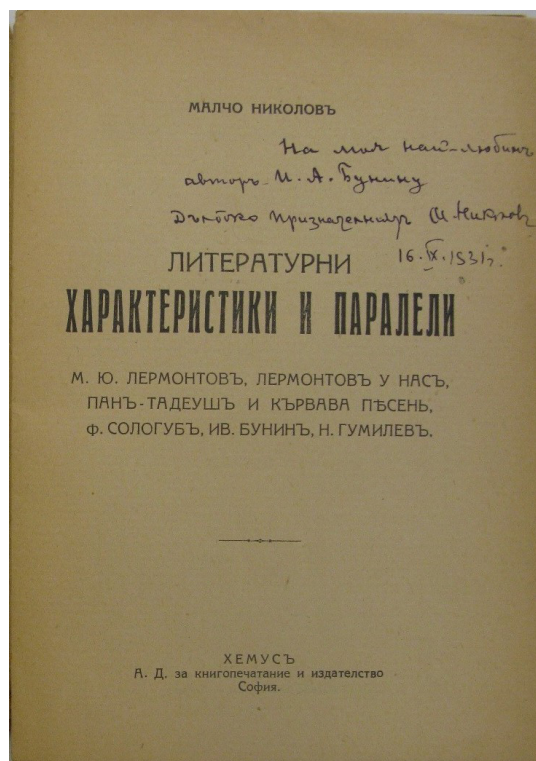 МАЛЧО НИКОЛОВЪ
На моя най-любимъ
авторъ И. А. Бунину
Дълбоко признателниятъ М. Николовъ
16. IX. 1931 г.
ЛИТЕРАТУРНИ
ХАРАКТЕРИСТИКИ И ПАРАЛЕЛИ
М. Ю. ЛЕРМОНТОВЪ, ЛЕРМОНТОВЪ У НАСЪ,
ПАНЪ-ТАДЕУШЪ И КЪРВАВА ПѢСЕНЬ,
Ф. СОЛОГУБЪ, ИВ. БУНИНЪ, Н. ГУМИЛЕВЪ.
ХЕМУСЪ
А. Д. за книгопечатание и издателство
София.